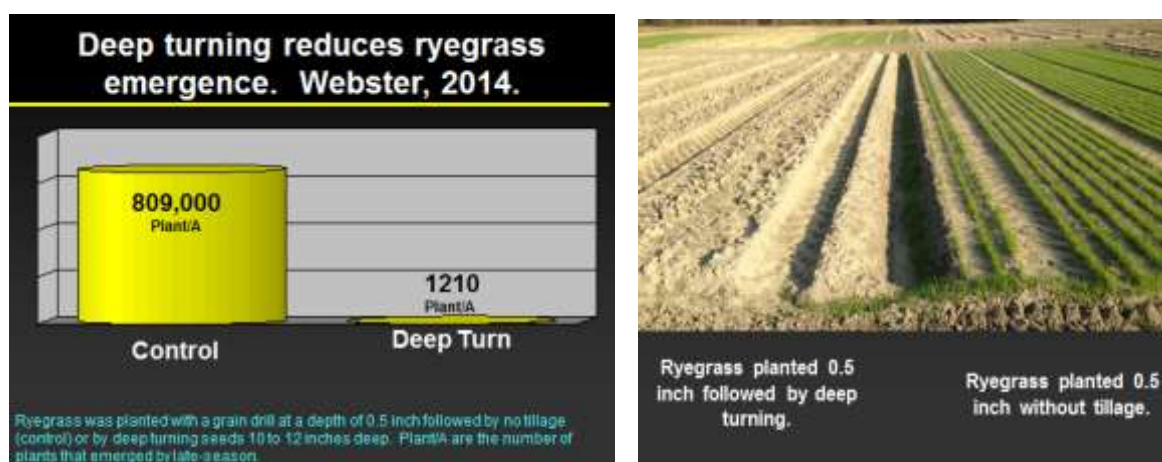 Deep turning reduces ryegrass
emergence. Webster, 2014.
809,000
Plant/A
1210
Plant/A
Control
Deep Turn
Ryegrass was planted with a grain drill at a depth of 0.5 inch followed by no tillage
(control) or by deep turning seeds 10 to 12 inches deep. Plant/A are the number of
plants that emerged by late-season.
Ryegrass planted 0.5
inch followed by deep
turning.
Ryegrass planted 0.5
inch without tillage.